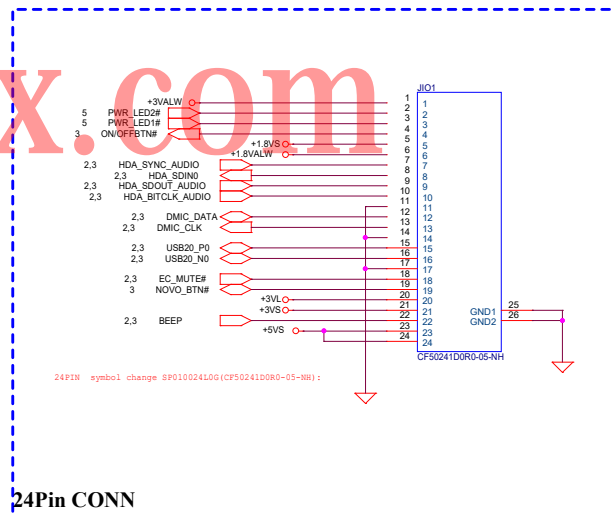 x.com
JIO1
+3VALW
5 PWR_LED2#
5 PWR_LED1#
3 ON/OFFBTN#
+1.8VS
+1.8VALW
2,3 HDA_SYNC_AUDIO
2,3 HDA_SDIN0
2,3 HDA_SDOUT_AUDIO
2,3 HDA_BITCLK_AUDIO
2,3 DMIC_DATA
2,3 DMIC_CLK
2,3 USB20_P0
2,3 USB20_N0
2,3 EC_MUTE#
3 NOVO_BTN#
+3VL
+3VS
2,3 BEEP
+5VS
1 1
2 2
3 3
4 4
5 5
6 6
7 7
8 8
9 9
10 10
11 11
12 12
13 13
14 14
15 15
16 16
17 17
18 18
19 19
20 20
21 21
22 22
23 23
24 24
GND1 25
GND2 26
CF50241D0R0-05-NH
24PIN symbol change SP010024L0G(CF50241D0R0-05-NH):
24Pin CONN